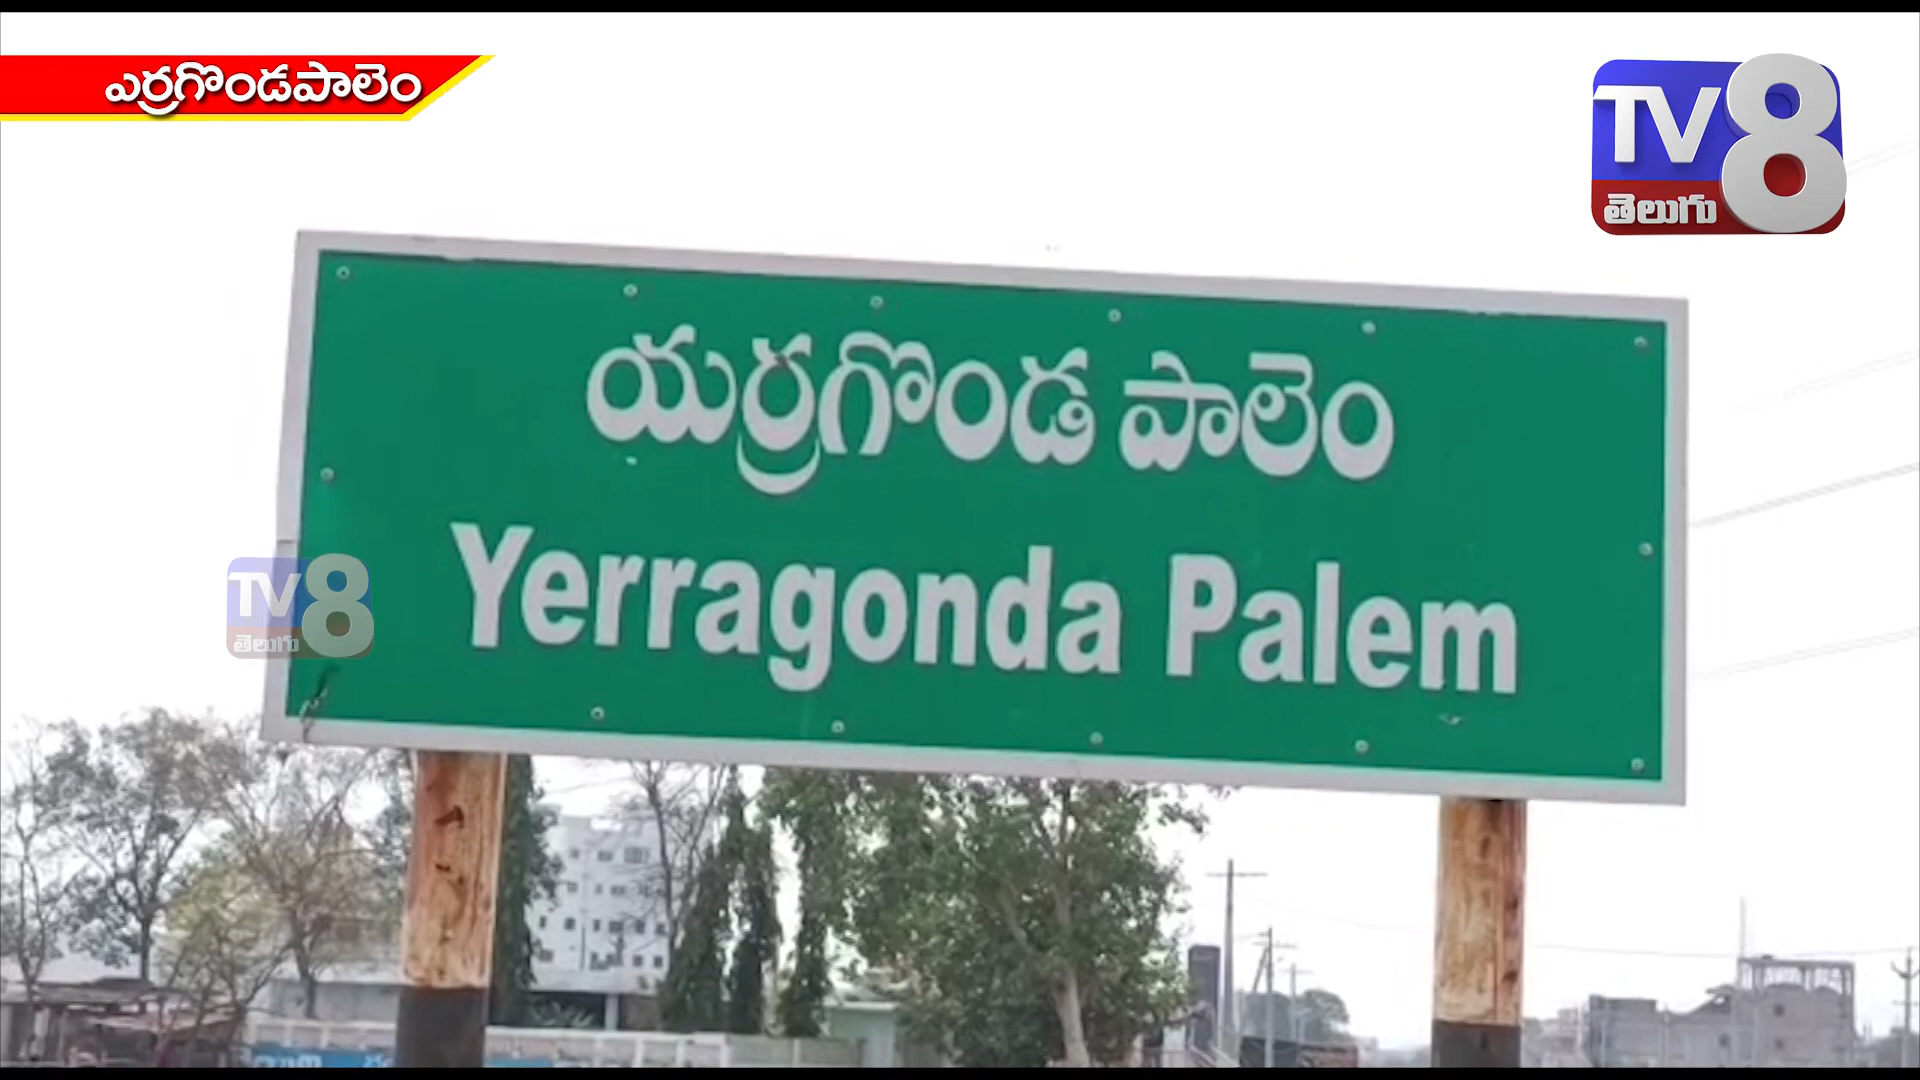 ఎర్రగొండపాలెం
TV8
తెలుగు
యర్రగొండ పాలెం
Yerragonda Palem
TV8
తెలుగు